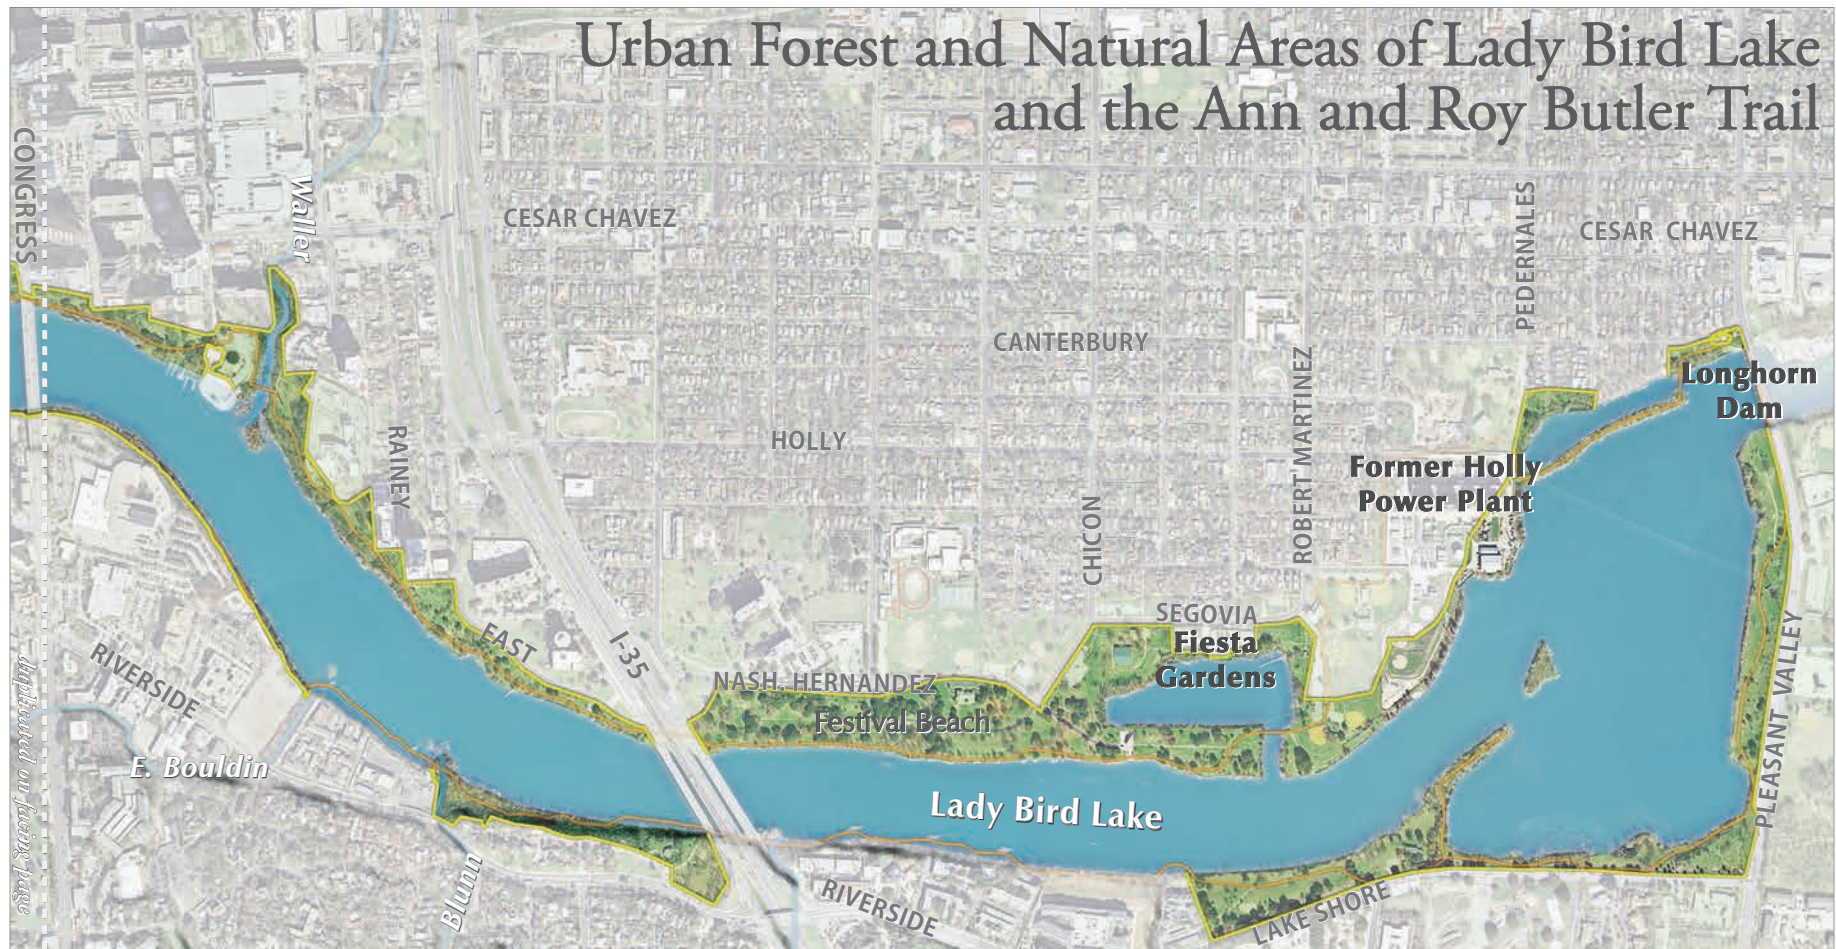 Urban Forest and Natural Areas of Lady Bird Lake
and the Ann and Roy Butler Trail
CONGRESS
Waller
CESAR CHAVEZ
PEDERNALES
CESAR CHAVEZ
CANTERBURY
ROBERT MARTINEZ
Longhorn
Dam
RAINEY
HOLLY
Former Holly
Power Plant
CHICON
SEGOVIA
Fiesta
Gardens
EAST
I-35
NASH. HERNANDEZ
Festival Beach
RIVERSIDE
PLEASANT VALLEY
duplicated on facing page
E. Bouldin
Lady Bird Lake
Blunn
RIVERSIDE
LAKE SHORE